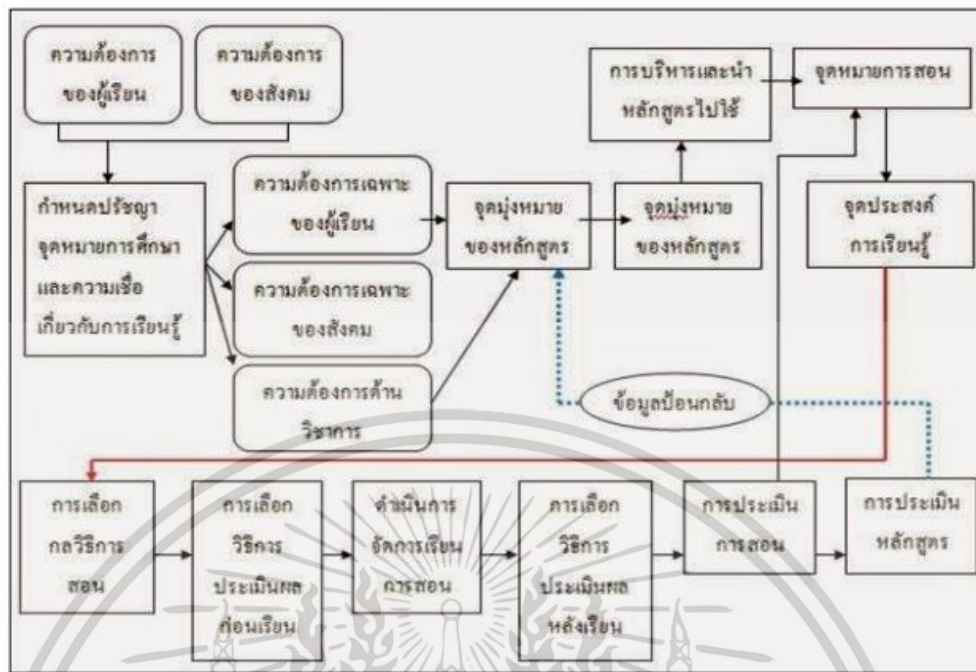 ความต้องการ
ของผู้เรียน
ความต้องการ
ของสังคม
การบริหารและนำ
หลักสูตรไปใช้
จุดหมายการสอน
กำหนดปรัชญา
จุดหมายการศึกษา
และความเชื่อ
เกี่ยวกับการเรียนรู้
ความต้องการเฉพาะ
ของผู้เรียน
ความต้องการเฉพาะ
ของสังคม
ความต้องการด้าน
วิชาการ
จุดมุ่งหมาย
ของหลักสูตร
จุดมุ่งหมาย
ของหลักสูตร
จุดประสงค์
การเรียนรู้
ข้อมูลป้อนกลับ
การเลือก
กลวิธีการ
สอน
การเลือก
วิธีการ
ประเมินผล
ก่อนเรียน
ดำเนินการ
จัดการเรียน
การสอน
การเลือก
วิธีการ
ประเมินผล
หลังเรียน
การประเมิน
การสอน
การประเมิน
หลักสูตร